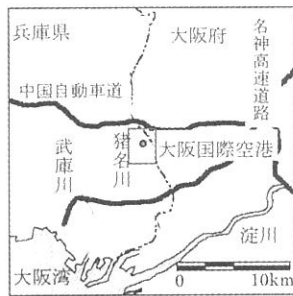 兵庫県
大阪府
名神高速道路
中国自動車道
武庫川
猪名川
大阪国際空港
淀川
大阪湾
0 10km